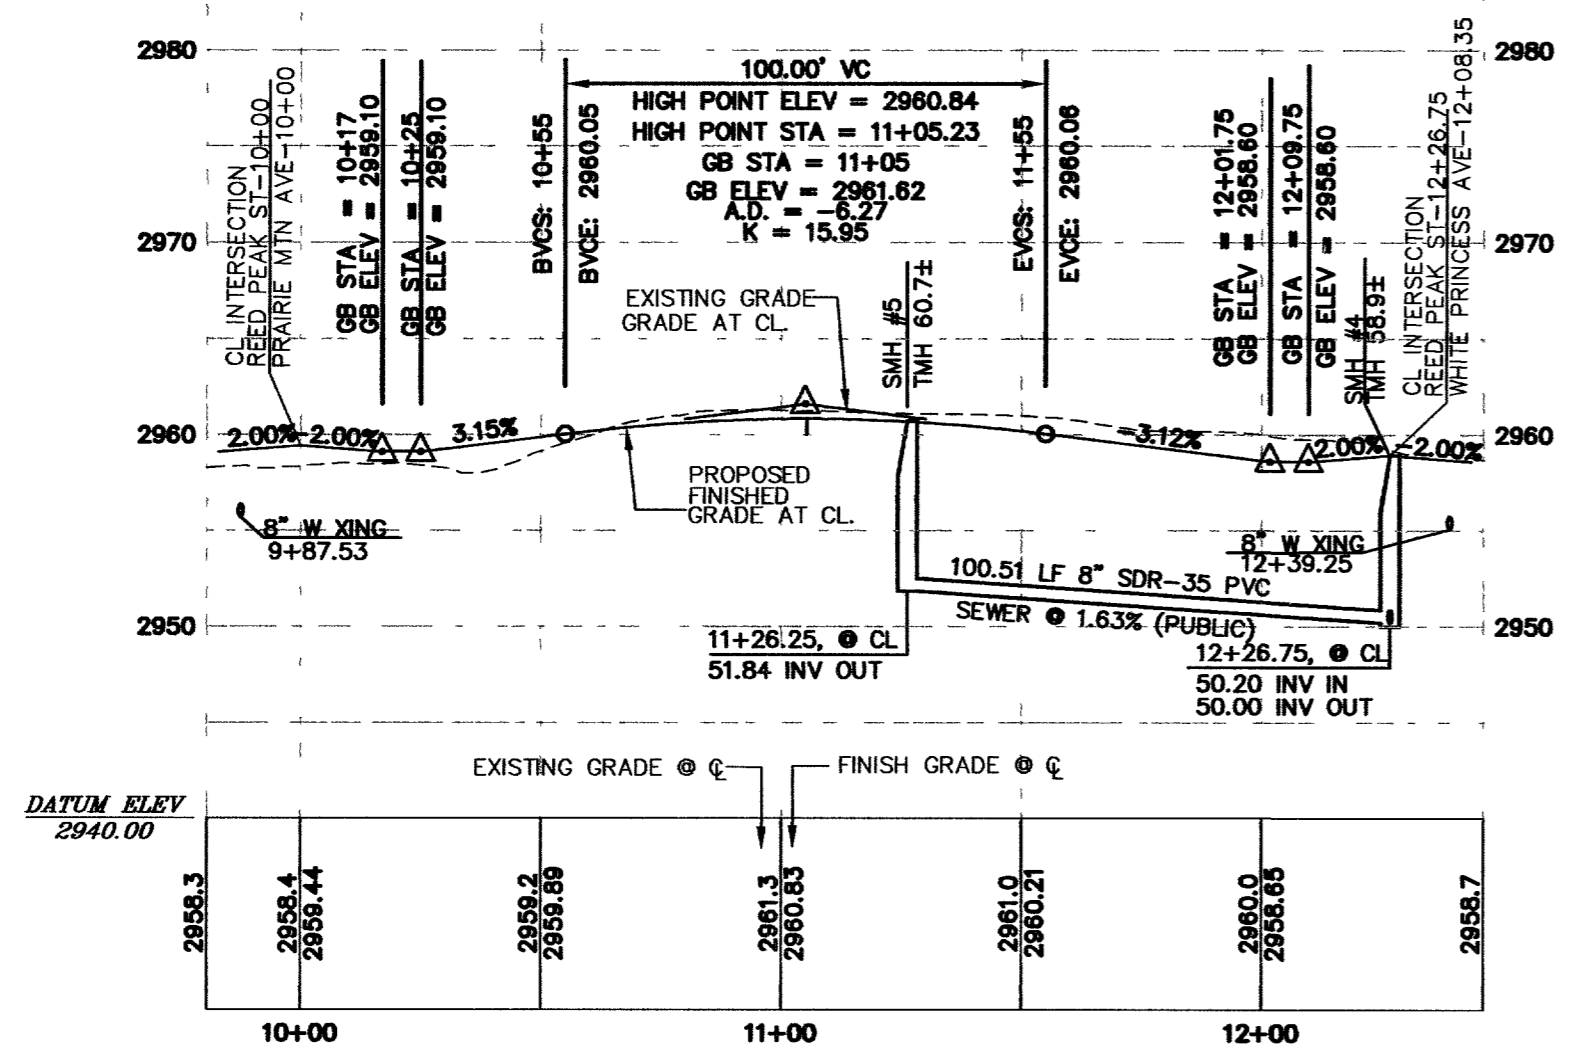 2980
2980
2970
2970
2960
2960
2950
2950
CL INTERSECTION
REED PEAK ST-10+00
PRAIRIE MTN AVE-10+00
GB STA = 10+17
GB ELEV = 2959.10
GB STA = 10+25
GB ELEV = 2959.10
BVCS: 10+55
BVCE: 2960.05
100.00' VC
HIGH POINT ELEV = 2960.84
HIGH POINT STA = 11+05.23
GB STA = 11+05
GB ELEV = 2961.62
A.D. = -6.27
K = 15.95
EXISTING GRADE
GRADE AT CL.
SMH #5
TMH 60.7±
EVCS: 11+55
EVCE: 2960.06
GB STA = 12+01.75
GB ELEV = 2958.60
GB STA = 12+09.75
GB ELEV = 2958.60
SMH #4
TMH 58.9±
CL INTERSECTION
REED PEAK ST-12+26.75
WHITE PRINCESS AVE-12+08.35
2.00%
-2.00%
3.15%
-3.12%
2.00%
-2.00%
PROPOSED
FINISHED
GRADE AT CL.
8" W XING
9+87.53
8" W XING
12+39.25
100.51 LF 8" SDR-35 PVC
SEWER @ 1.63% (PUBLIC)
11+26.25, @ CL
51.84 INV OUT
12+26.75, @ CL
50.20 INV IN
50.00 INV OUT
EXISTING GRADE @ ℄
FINISH GRADE @ ℄
DATUM ELEV
2940.00
2958.3
2958.4
2959.44
2959.2
2959.89
2961.3
2960.83
2961.0
2960.21
2960.0
2958.65
2958.7
10+00
11+00
12+00